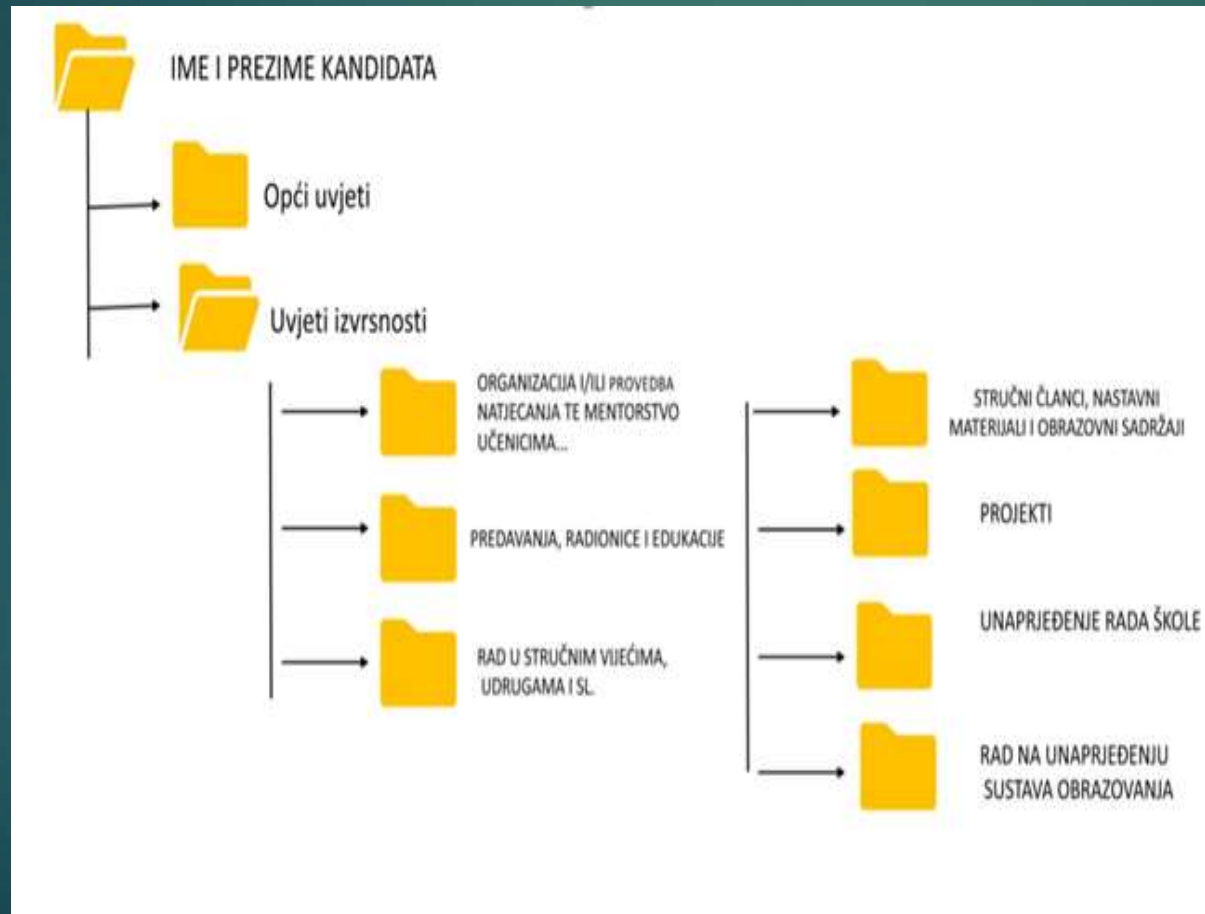 IME I PREZIME KANDIDATA
Opći uvjeti
Uvjeti izvrsnosti
ORGANIZACIJA I/ILI PROVEDBA
NATJECANJA TE MENTORSTVO
UČENICIMA...
PREDAVANJA, RADIONICE I EDUKACIJE
RAD U STRUČNIM VIJEĆIMA,
UDRUGAMA I SL.
STRUČNI ČLANCI, NASTAVNI
MATERIJALI I OBRAZOVNI SADRŽAJI
PROJEKTI
UNAPRJEĐENJE RADA ŠKOLE
RAD NA UNAPRJEĐENJU
SUSTAVA OBRAZOVANJA